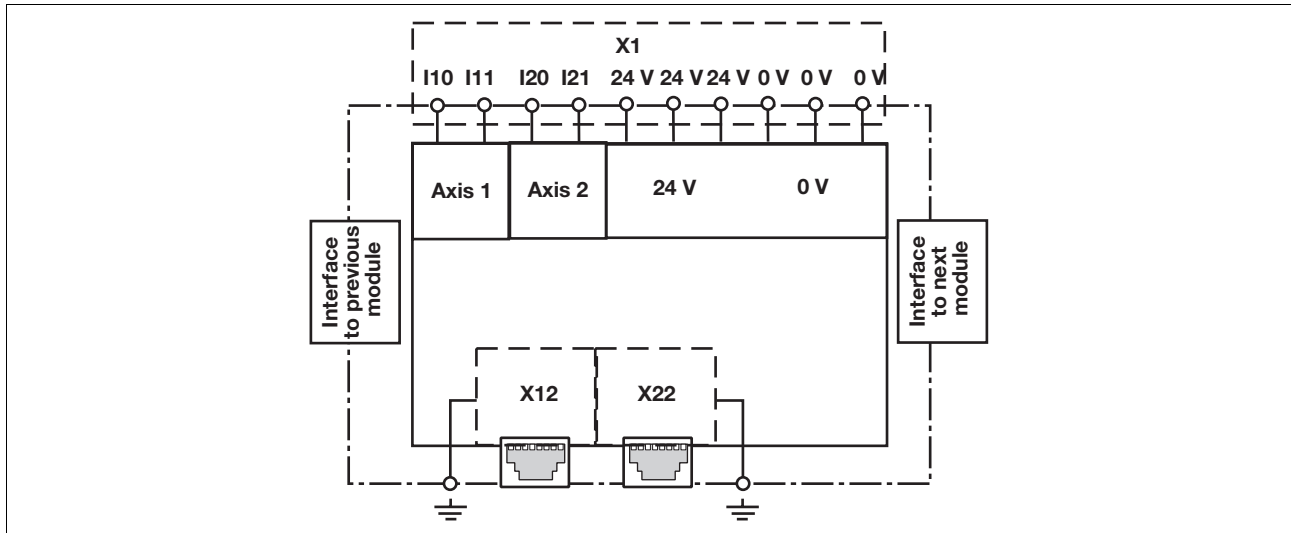 X1
I10 I11 I20 I21 24 V 24 V 24 V 0 V 0 V 0 V
Axis 1 Axis 2 24 V 0 V
Interface
to previous
module
Interface
to next
module
X12 X22